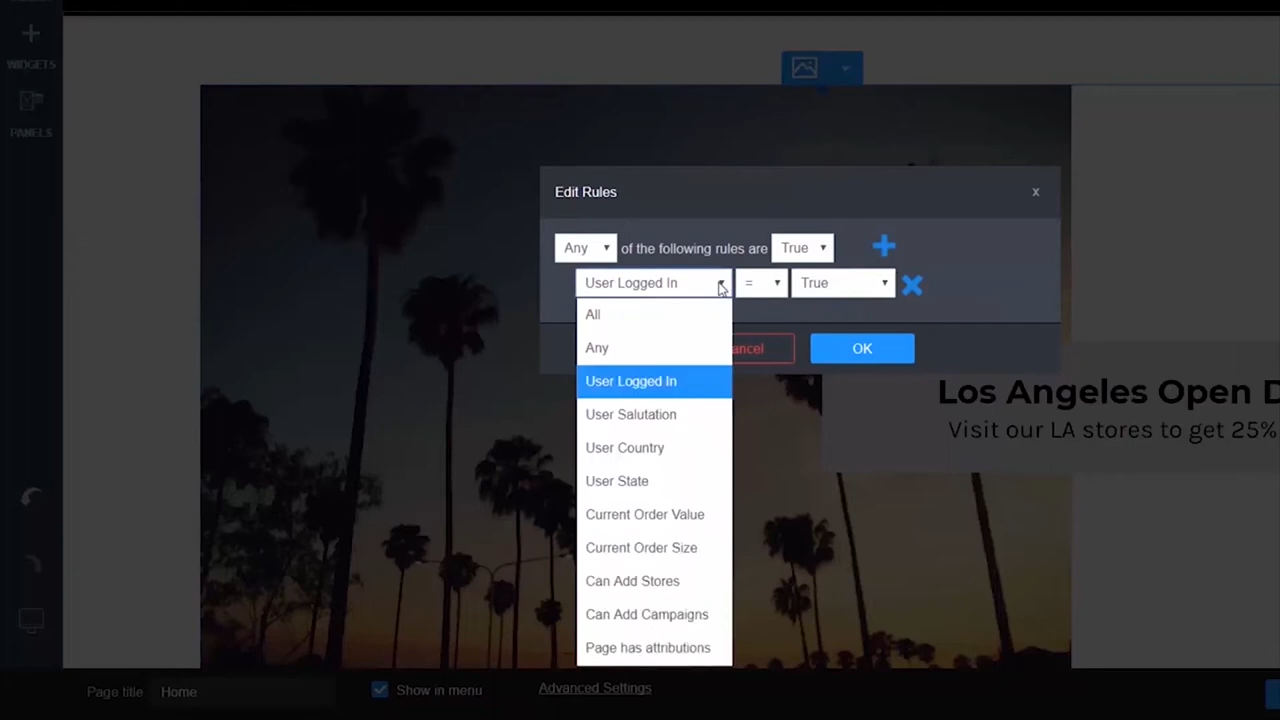 WIDGETS
PANELS
Edit Rules
x
Any of the following rules are True
User Logged In = True
All
Any
User Logged In
User Salutation
User Country
User State
Current Order Value
Current Order Size
Can Add Stores
Can Add Campaigns
Page has attributions
ancel
OK
Los Angeles Open D
Visit our LA stores to get 25%
Page title Home
Show in menu
Advanced Settings